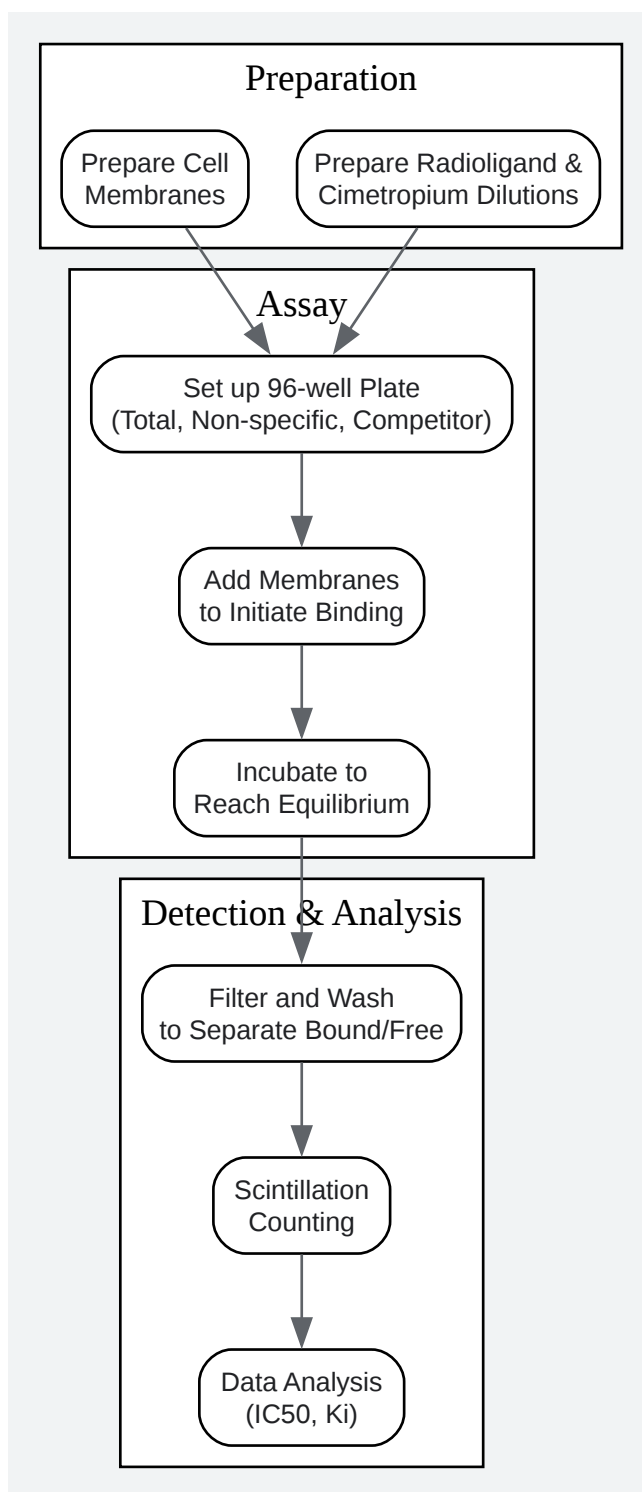 Preparation
Prepare Cell
Membranes
Prepare Radioligand &
Cimetropium Dilutions
Assay
Set up 96-well Plate
(Total, Non-specific, Competitor)
Add Membranes
to Initiate Binding
Incubate to
Reach Equilibrium
Detection & Analysis
Filter and Wash
to Separate Bound/Free
Scintillation
Counting
Data Analysis
(IC50, Ki)